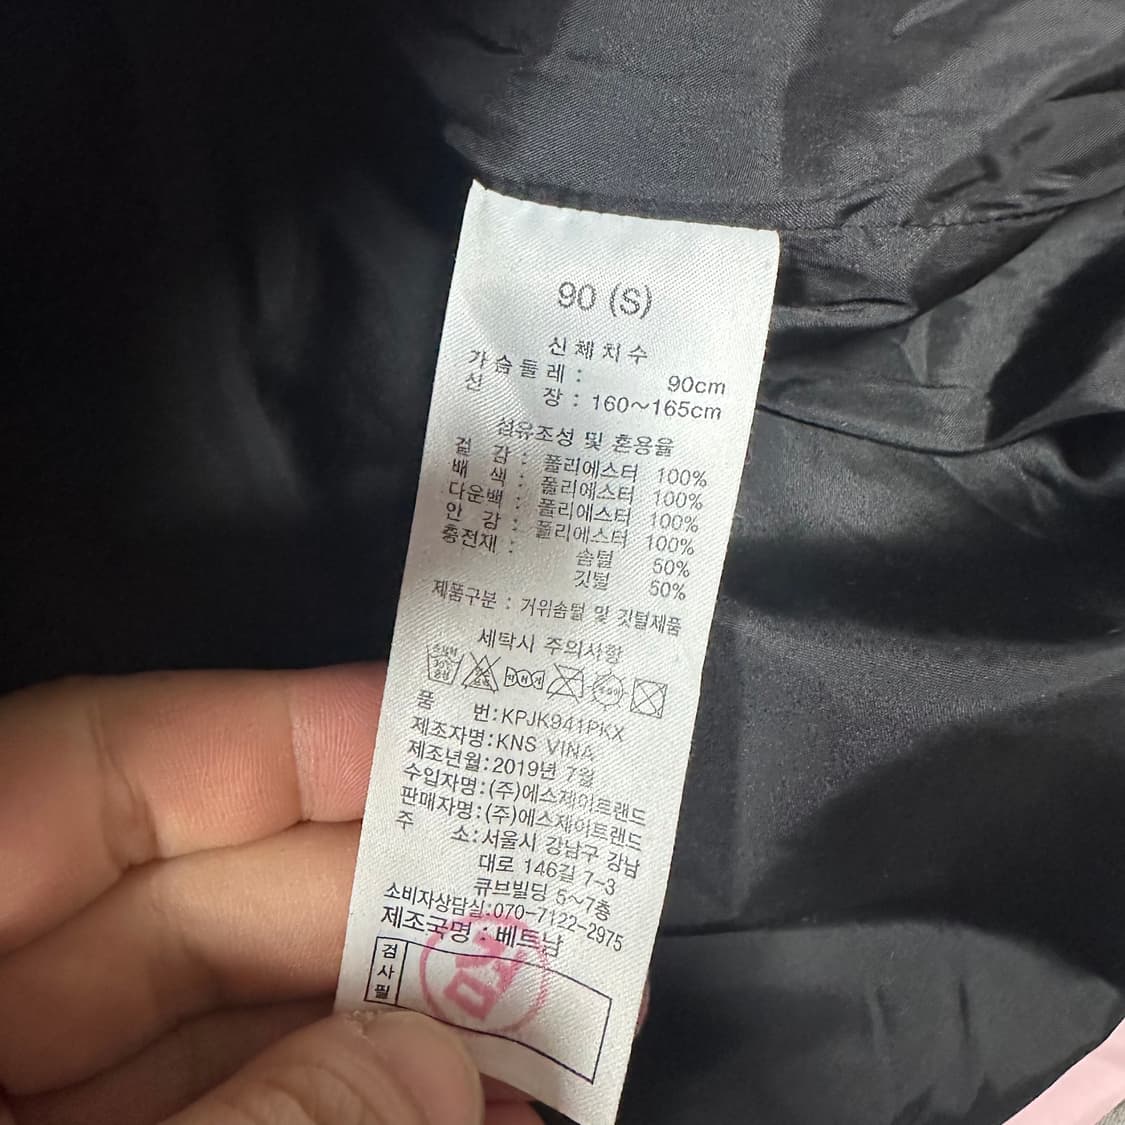 90 (S)
신체치수
가슴둘레 : 90cm
신 장 : 160~165cm
섬유조성 및 혼용율
겉 감 : 폴리에스터 100%
배 색 : 폴리에스터 100%
다운백 : 폴리에스터 100%
안 감 : 폴리에스터 100%
충전재 : 솜털 50%
깃털 50%
제품구분 : 거위솜털 및 깃털제품
세탁시 주의사항
품 번:KPJK941PKX
제조자명:KNS VINA
제조년월:2019년 7월
수입자명:(주)에스제이트랜드
판매자명:(주)에스제이트랜드
주 소:서울시 강남구 강남
대로 146길 7-3
큐브빌딩 5~7층
소비자상담실:070-7122-2975
제조국명 : 베트남
검사필
검